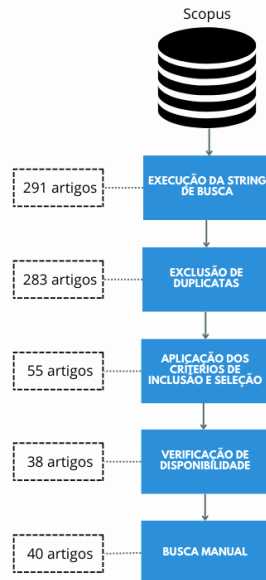 Scopus
291 artigos
EXECUÇÃO DA STRING
DE BUSCA
283 artigos
EXCLUSÃO DE
DUPLICATAS
55 artigos
APLICAÇÃO DOS
CRITÉRIOS DE
INCLUSÃO E SELEÇÃO
38 artigos
VERIFICAÇÃO DE
DISPONIBILIDADE
40 artigos
BUSCA MANUAL